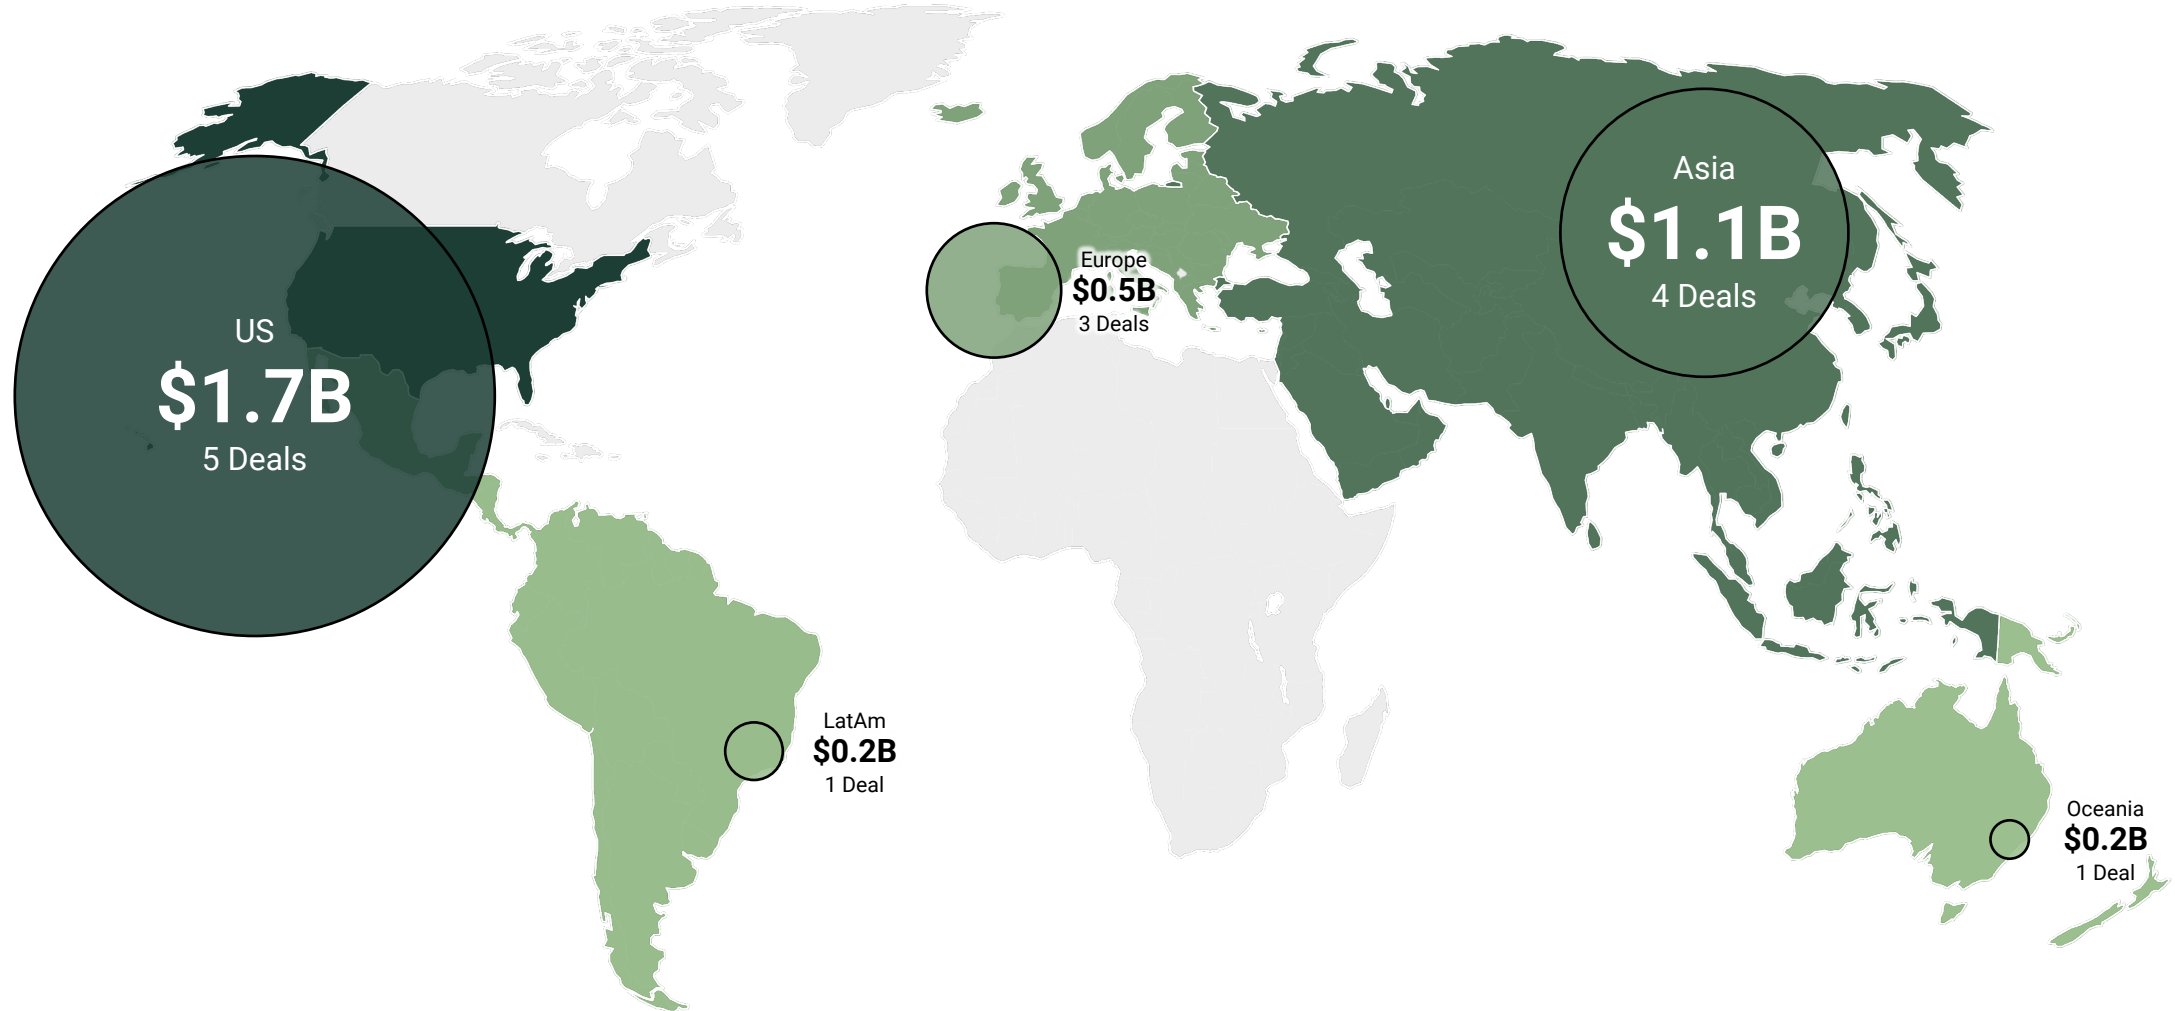 US
$1.7B
5 Deals
Europe
$0.5B
3 Deals
Asia
$1.1B
4 Deals
LatAm
$0.2B
1 Deal
Oceania
$0.2B
1 Deal